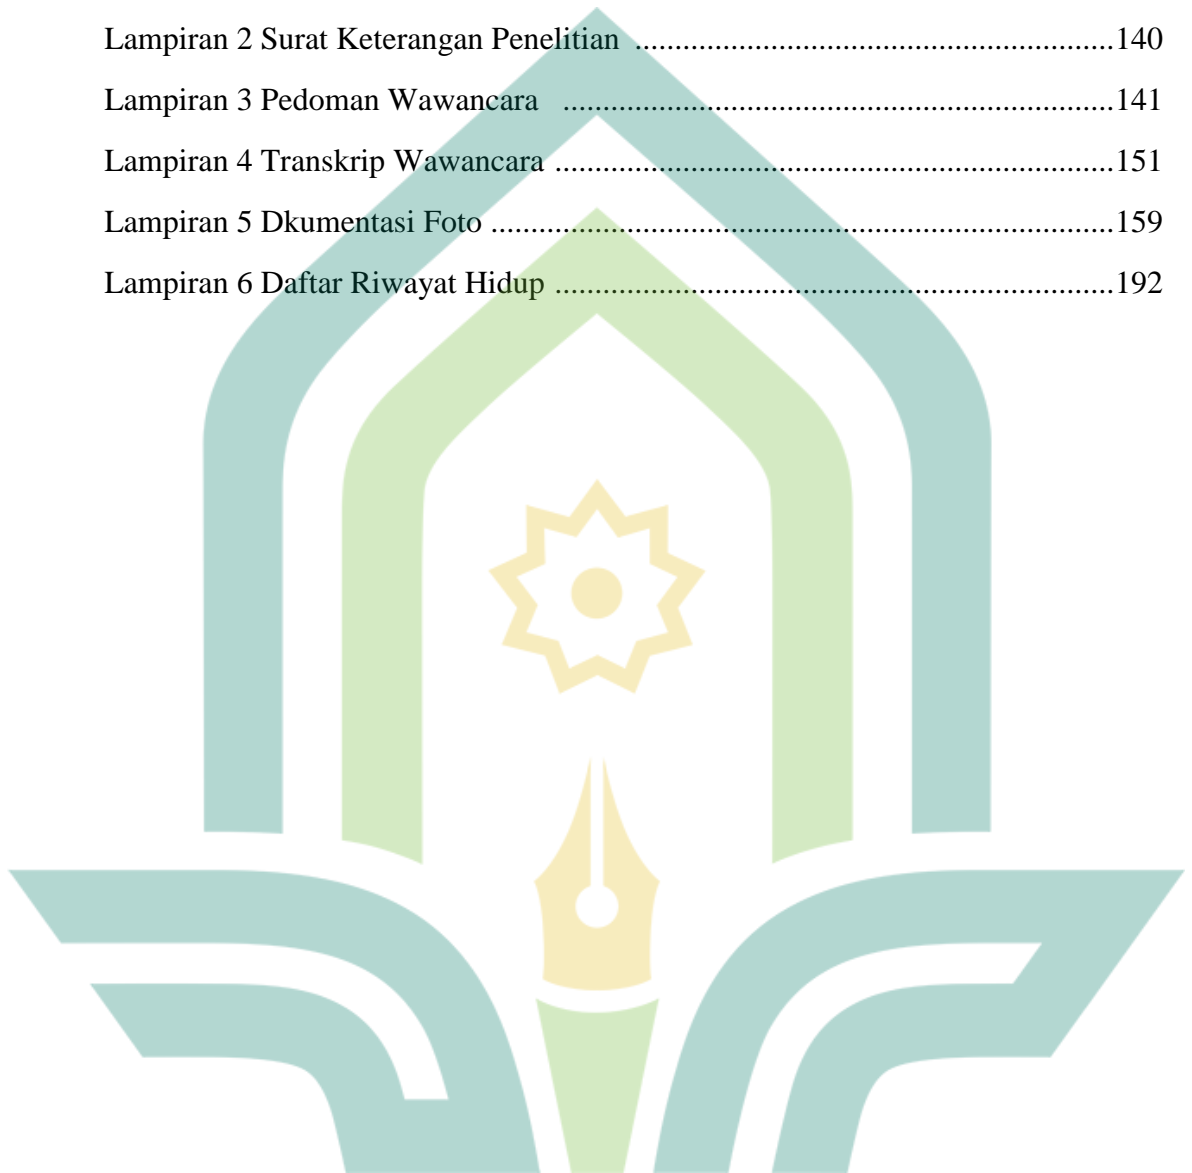 Lampiran 2 Surat Keterangan Penelitian ............................................................140
Lampiran 3 Pedoman Wawancara .....................................................................141
Lampiran 4 Transkrip Wawancara ......................................................................151
Lampiran 5 Dkumentasi Foto ..............................................................................159
Lampiran 6 Daftar Riwayat Hidup ......................................................................192